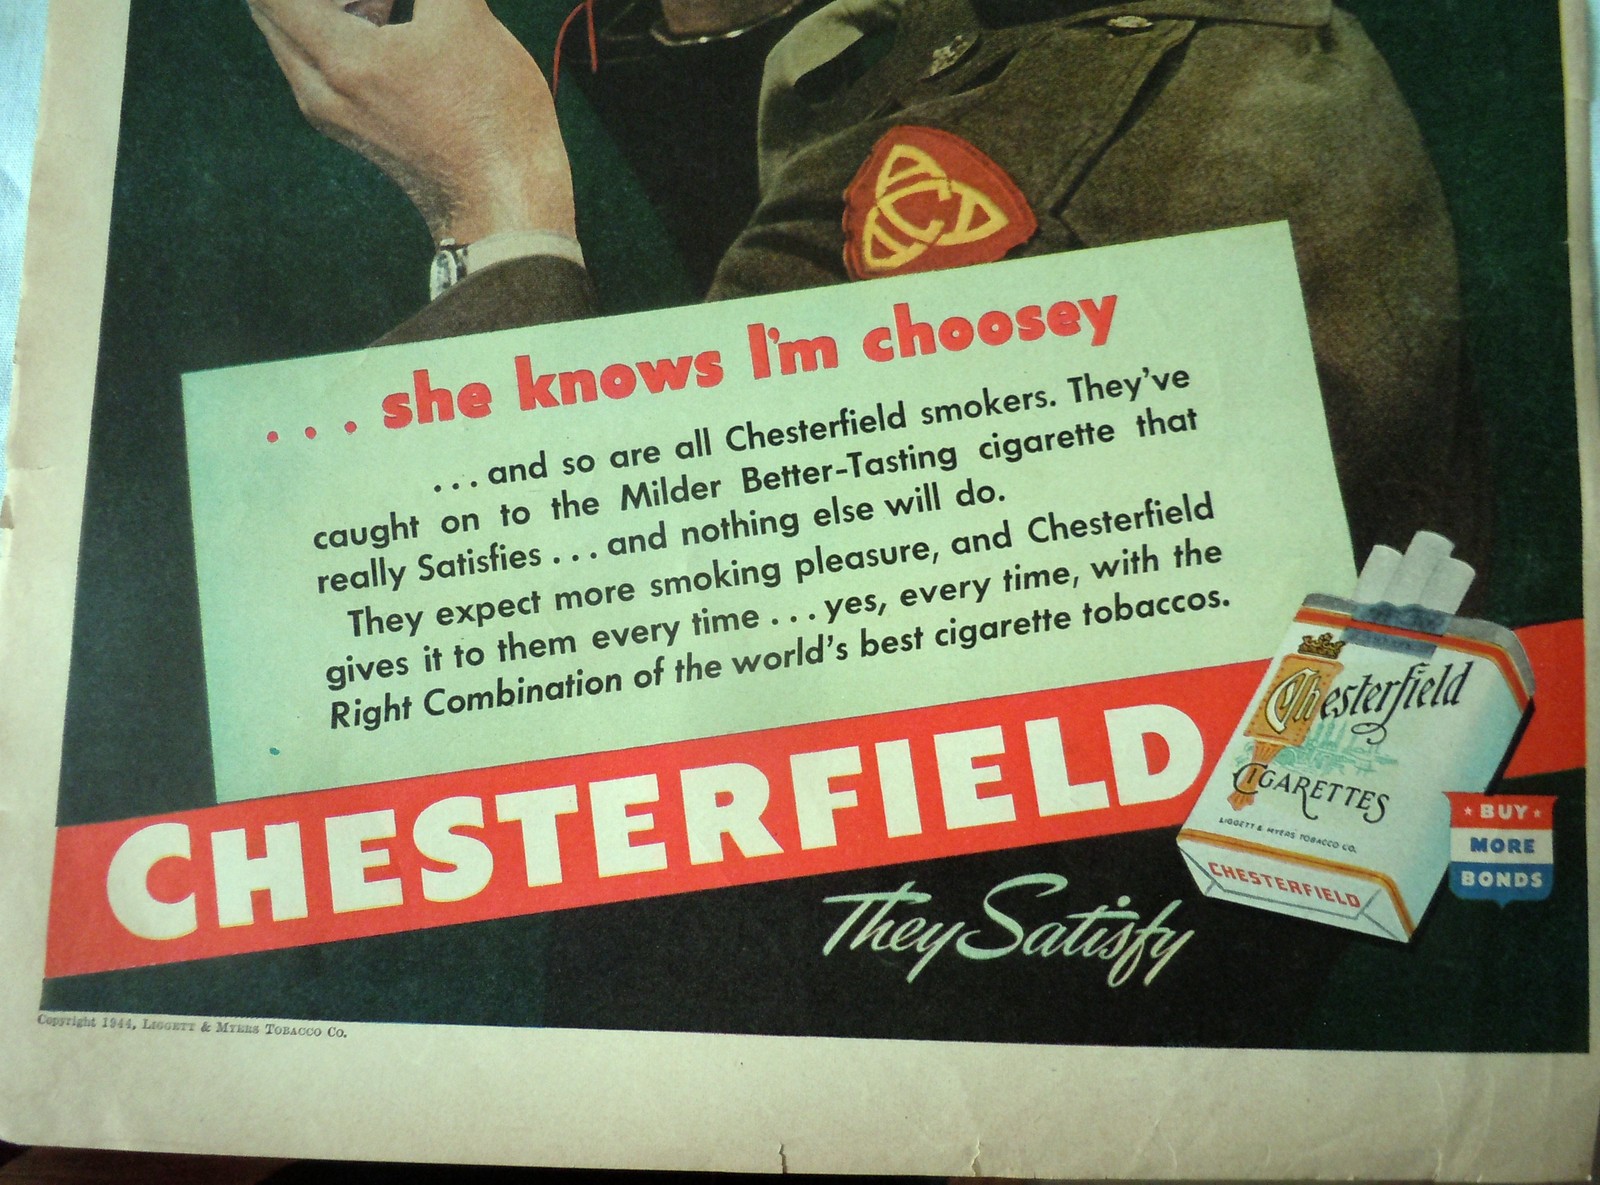 ACD
. . . she knows I'm choosey
. . . and so are all Chesterfield smokers. They've
caught on to the Milder Better-Tasting cigarette that
really Satisfies . . . and nothing else will do.
They expect more smoking pleasure, and Chesterfield
gives it to them every time . . . yes, every time, with the
Right Combination of the world's best cigarette tobaccos.
CHESTERFIELD
They Satisfy
Chesterfield
CIGARETTES
LIGGETT & MYERS TOBACCO CO.
CHESTERFIELD
★ BUY ★
MORE
BONDS
Copyright 1944, LIGGETT & MYERS TOBACCO CO.